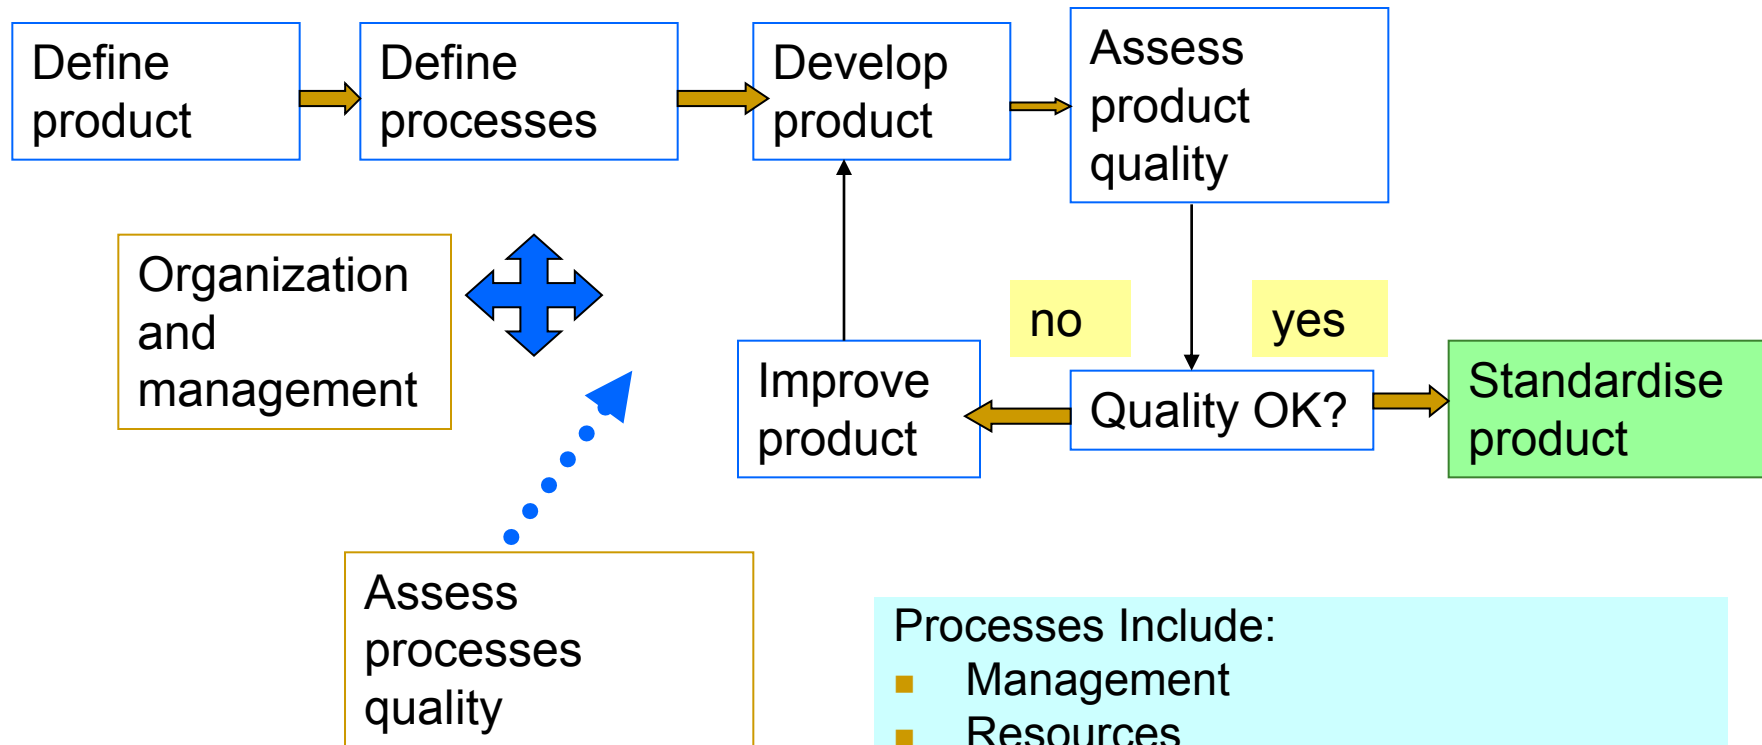 Define
product
Define
processes
Develop
product
Assess
product
quality
Organization
and
management
no
yes
Improve
product
Quality OK?
Standardise
product
Assess
processes
quality
Processes Include:
Management
Resources